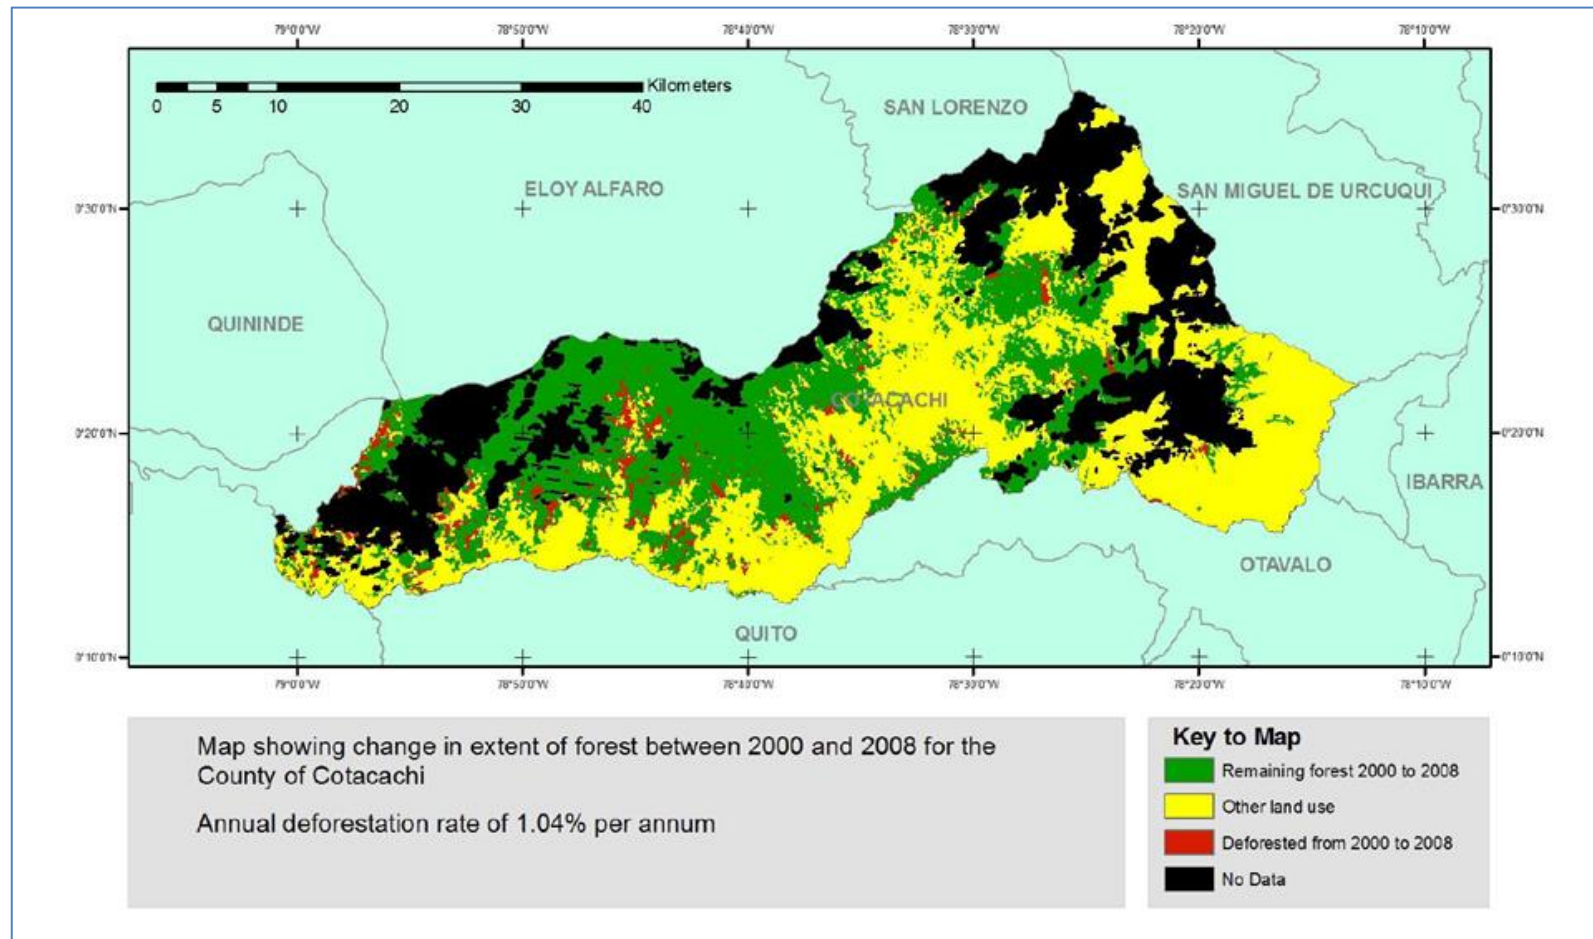 79°0'0"W 78°50'0"W 78°40'0"W 78°30'0"W 78°20'0"W 78°10'0"W
Kilometers
0 5 10 20 30 40
SAN LORENZO
ELOY ALFARO
SAN MIGUEL DE URCUQUI
0°30'0"N 0°30'0"N
QUININDE
COTACACHI
0°20'0"N 0°20'0"N
IBARRA
OTAVALO
QUITO
0°10'0"N 0°10'0"N
79°0'0"W 78°50'0"W 78°40'0"W 78°30'0"W 78°20'0"W 78°10'0"W
Map showing change in extent of forest between 2000 and 2008 for the
County of Cotacachi
Annual deforestation rate of 1.04% per annum
Key to Map
Remaining forest 2000 to 2008
Other land use
Deforested from 2000 to 2008
No Data